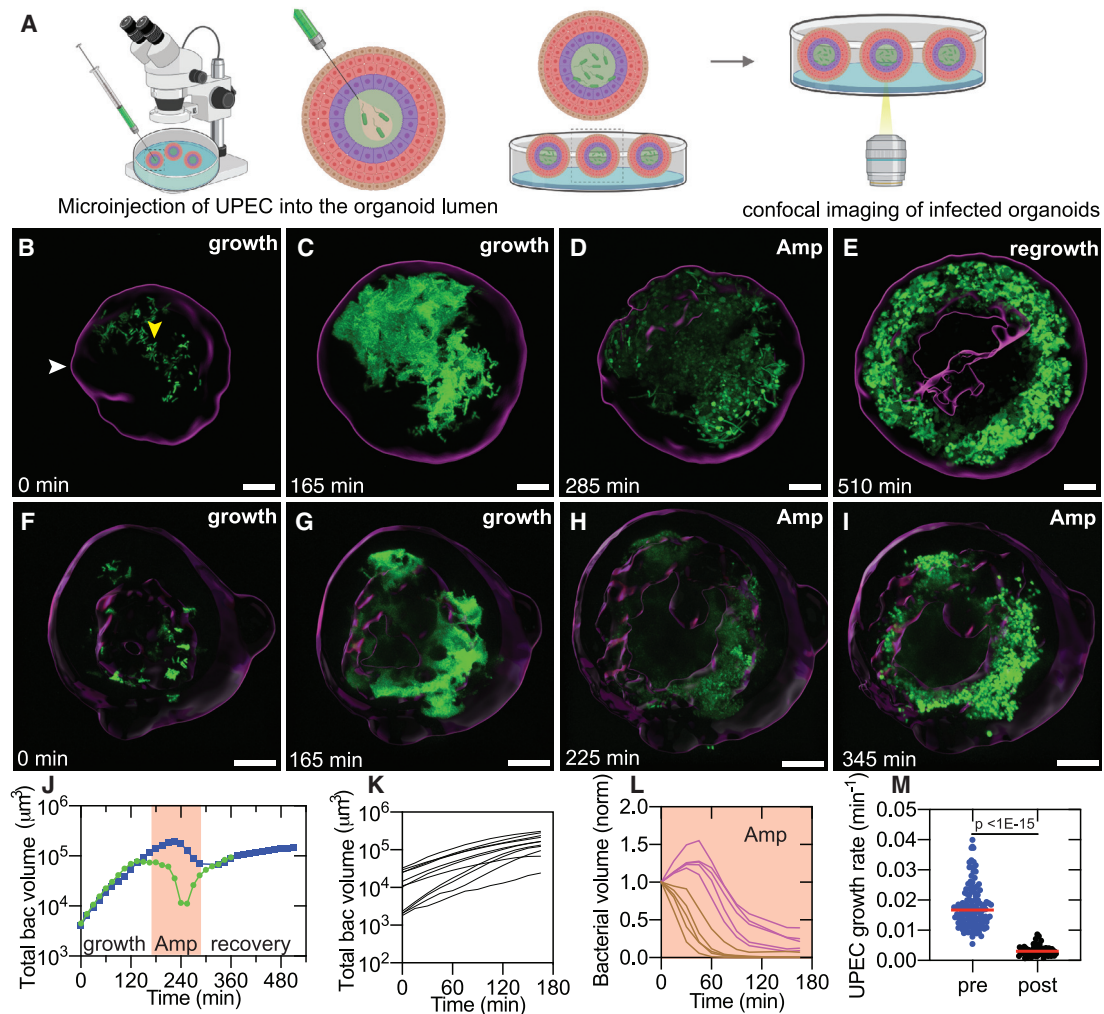 A
Microinjection of UPEC into the organoid lumen
confocal imaging of infected organoids
B
growth
0 min
C
growth
165 min
D
Amp
285 min
E
regrowth
510 min
F
growth
0 min
G
growth
165 min
H
Amp
225 min
I
Amp
345 min
J
Total bac volume (µm³)
10⁶
10⁵
10⁴
10³
growth
Amp
recovery
0 120 240 360 480
Time (min)
K
Total bac volume (µm³)
10⁶
10⁵
10⁴
10³
10²
0 60 120 180
Time (min)
L
Bacterial volume (norm)
2.0
1.5
1.0
0.5
0.0
Amp
0 60 120 180
Time (min)
M
UPEC growth rate (min⁻¹)
0.05
0.04
0.03
0.02
0.01
0.00
p <1E-15
pre post